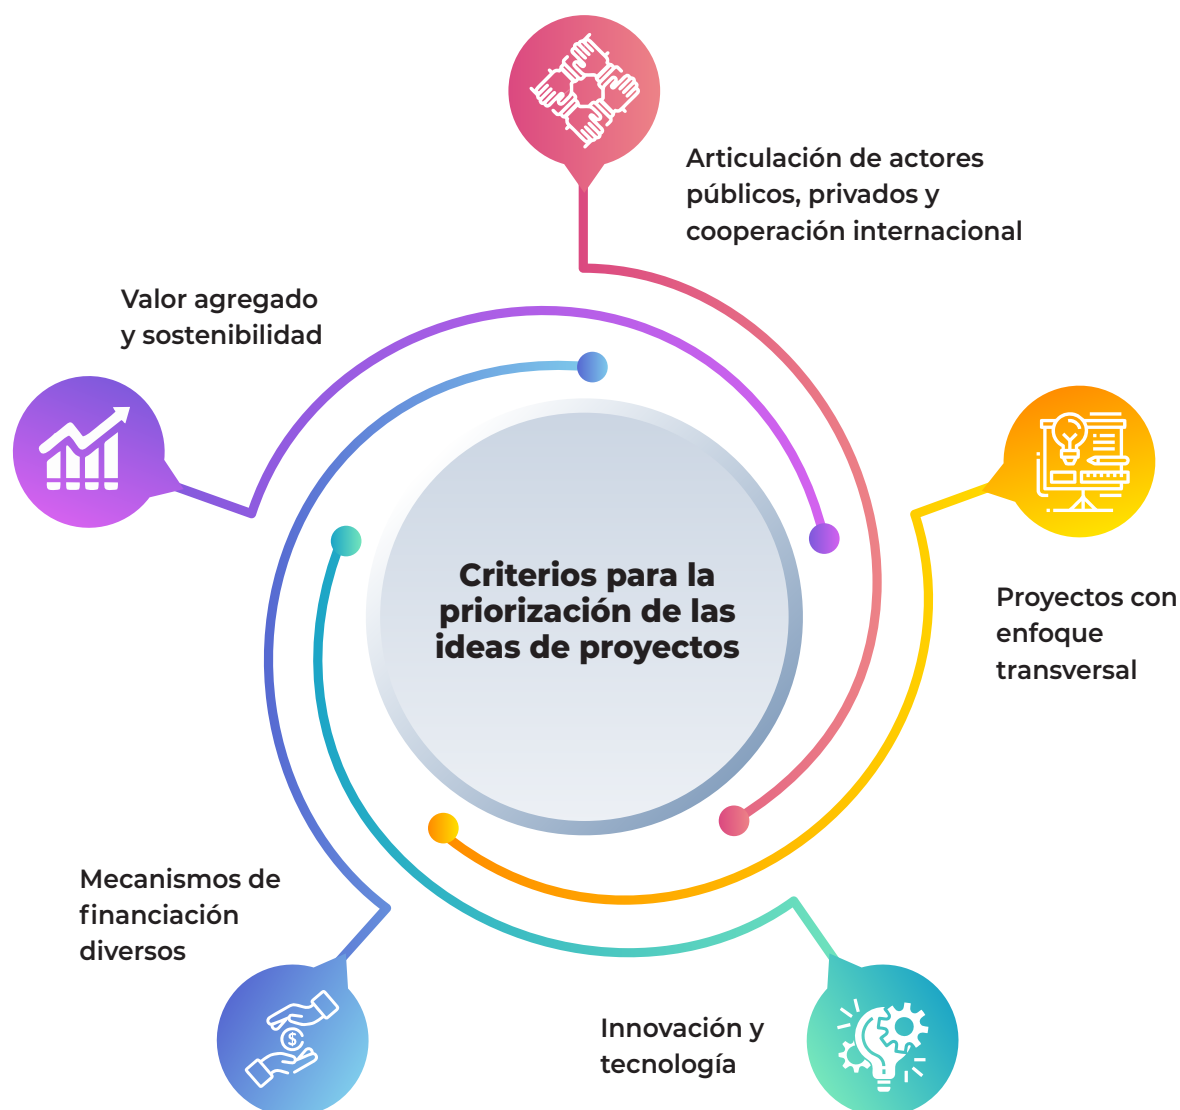 Articulación de actores
públicos, privados y
cooperación internacional
Valor agregado
y sostenibilidad
Criterios para la
priorización de las
ideas de proyectos
Proyectos con
enfoque
transversal
Mecanismos de
financiación
diversos
$
Innovación y
tecnología